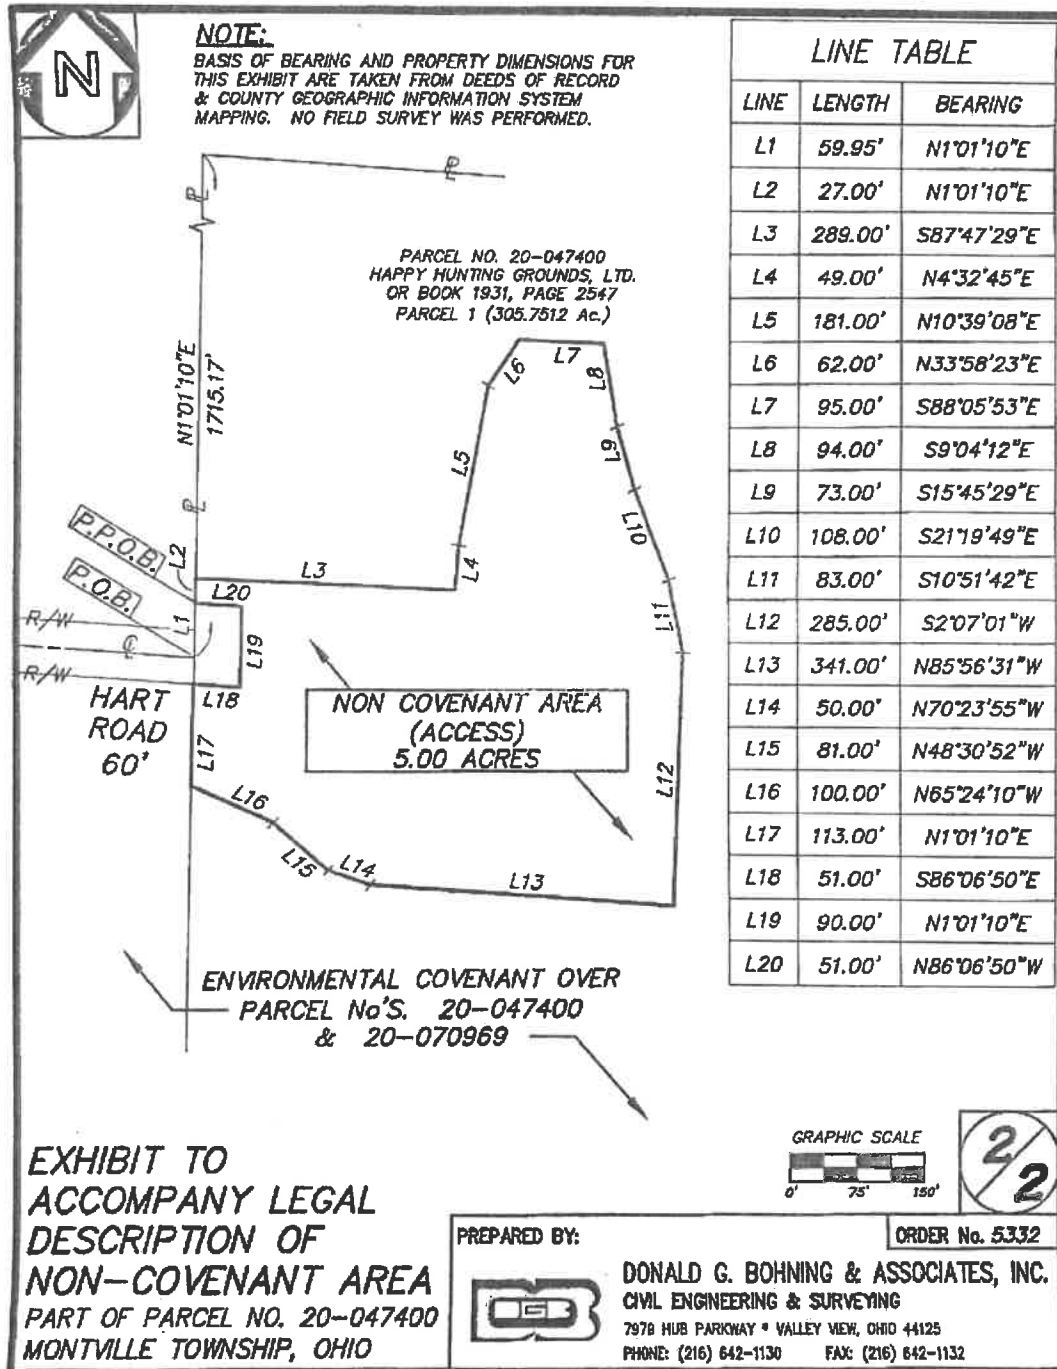 N
NOTE:
BASIS OF BEARING AND PROPERTY DIMENSIONS FOR
THIS EXHIBIT ARE TAKEN FROM DEEDS OF RECORD
& COUNTY GEOGRAPHIC INFORMATION SYSTEM
MAPPING. NO FIELD SURVEY WAS PERFORMED.
PARCEL NO. 20-047400
HAPPY HUNTING GROUNDS, LTD.
OR BOOK 1931, PAGE 2547
PARCEL 1 (305.7512 Ac.)
N1°01'10"E
1715.17'
L7
L6
L8
L5
L9
L10
P.P.O.B.
L2
L4
L3
P.O.B.
L20
L11
R/W
L1
L19
R/W
L18
HART
ROAD
60'
NON COVENANT AREA
(ACCESS)
5.00 ACRES
L17
L12
L16
L15
L14
L13
ENVIRONMENTAL COVENANT OVER
PARCEL No'S. 20-047400
& 20-070969
LINE TABLE
LINE LENGTH BEARING
L1 59.95' N1°01'10"E
L2 27.00' N1°01'10"E
L3 289.00' S87°47'29"E
L4 49.00' N4°32'45"E
L5 181.00' N10°39'08"E
L6 62.00' N33°58'23"E
L7 95.00' S88°05'53"E
L8 94.00' S9°04'12"E
L9 73.00' S15°45'29"E
L10 108.00' S21°19'49"E
L11 83.00' S10°51'42"E
L12 285.00' S2°07'01"W
L13 341.00' N85°56'31"W
L14 50.00' N70°23'55"W
L15 81.00' N48°30'52"W
L16 100.00' N65°24'10"W
L17 113.00' N1°01'10"E
L18 51.00' S86°06'50"E
L19 90.00' N1°01'10"E
L20 51.00' N86°06'50"W
GRAPHIC SCALE
0' 75' 150'
2/2
EXHIBIT TO
ACCOMPANY LEGAL
DESCRIPTION OF
NON-COVENANT AREA
PART OF PARCEL NO. 20-047400
MONTVILLE TOWNSHIP, OHIO
PREPARED BY:
ORDER No. 5332
DGB
DONALD G. BOHNING & ASSOCIATES, INC.
CIVIL ENGINEERING & SURVEYING
7979 HUB PARKWAY * VALLEY VIEW, OHIO 44125
PHONE: (216) 642-1130 FAX: (216) 642-1132